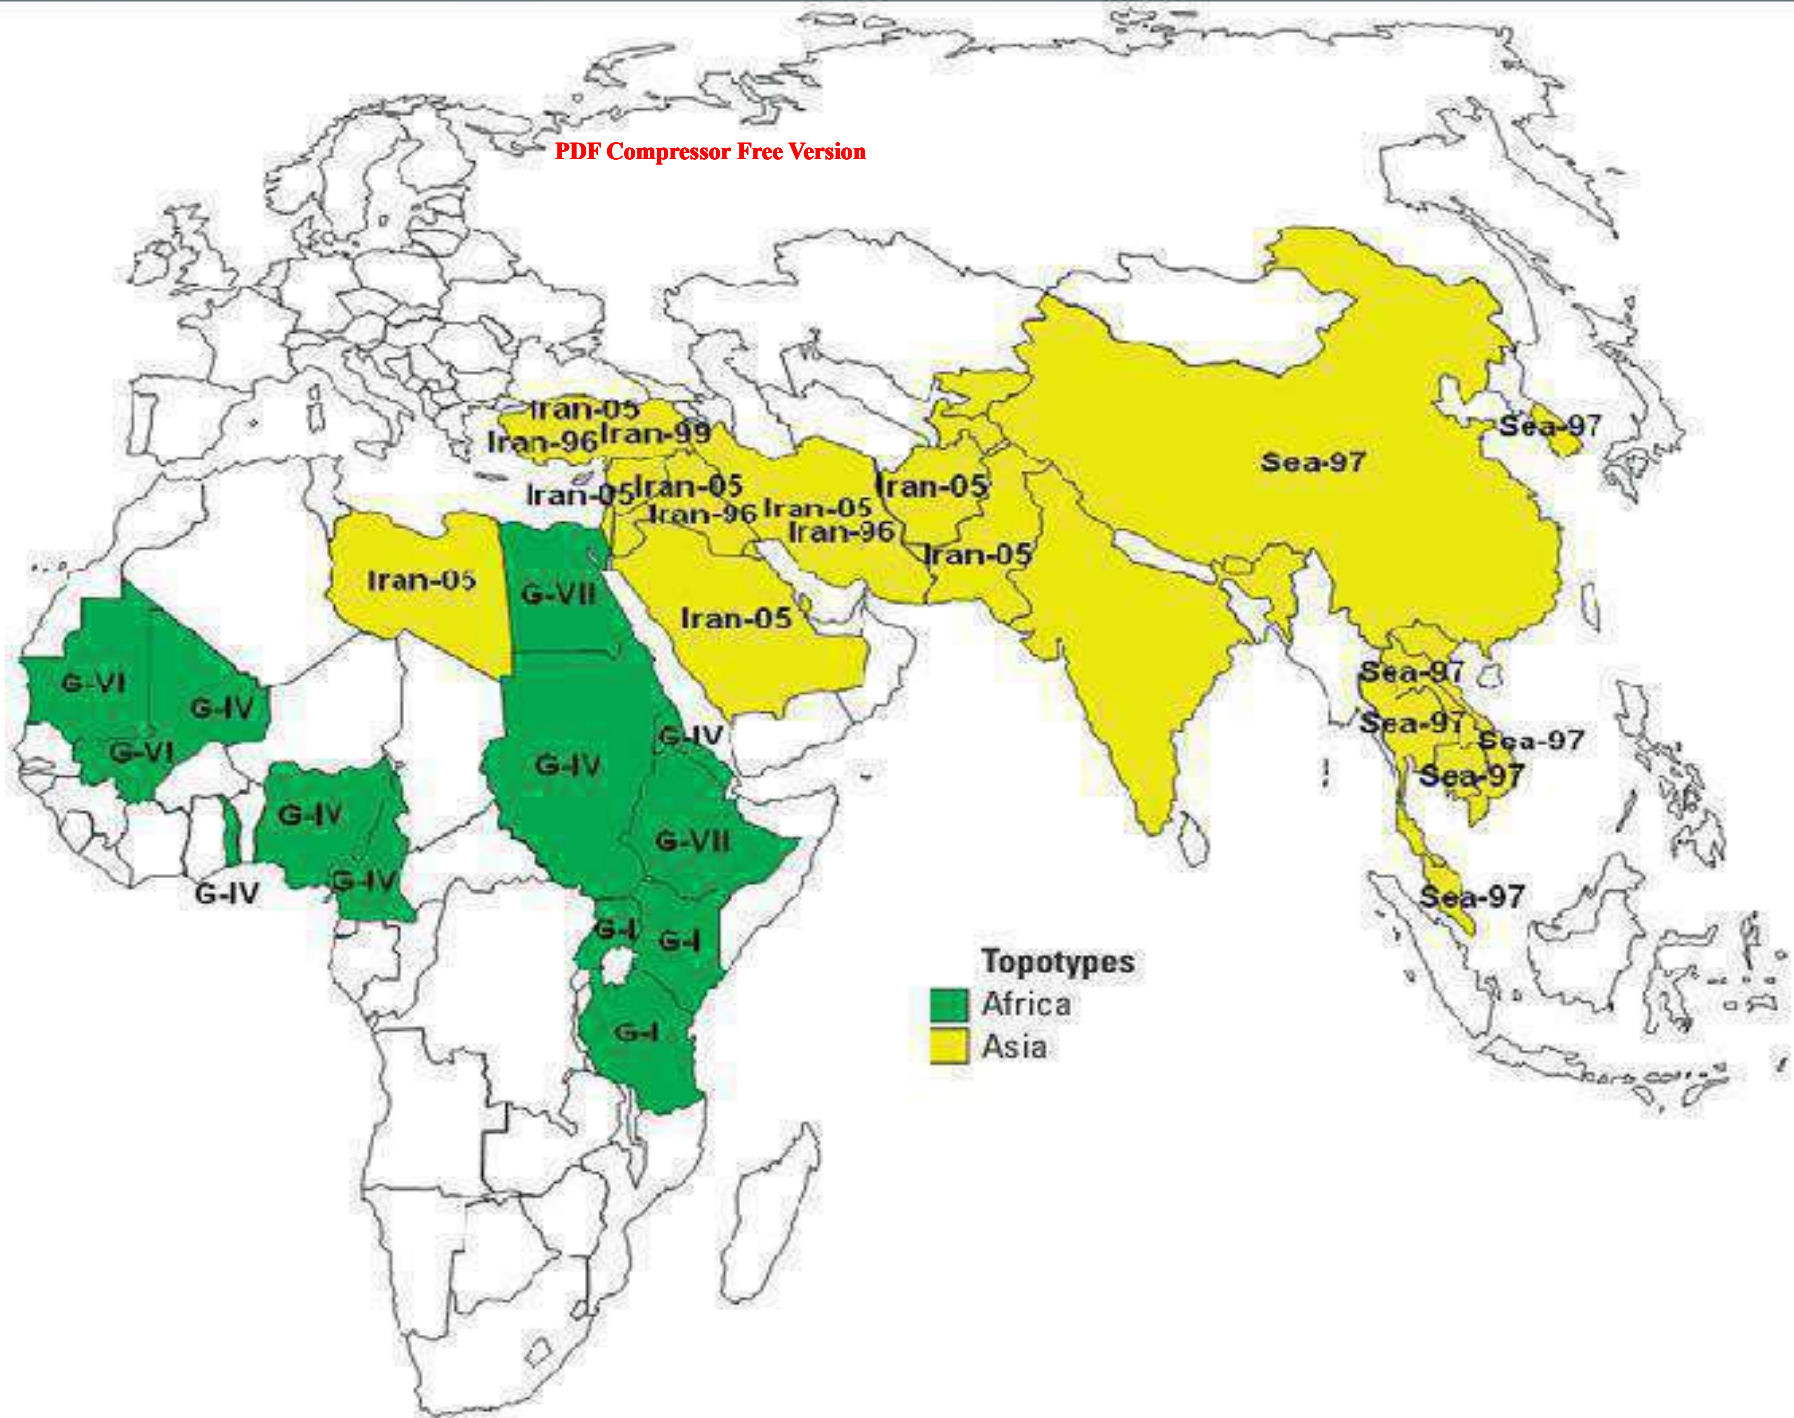 PDF Compressor Free Version
Iran-05
Iran-96 Iran-99
Sea-97
Sea-97
Iran-05 Iran-05
Iran-96
Iran-05
Iran-96
Iran-05
Iran-05
Iran-05
G-VII
Iran-05
G-VI
G-IV
G-VI
Sea-97
Sea-97
Sea-97
Sea-97
G-IV
G-IV
G-IV
G-VII
G-IV
G-IV
Sea-97
G-I
G-I
G-I
Topotypes
Africa
Asia